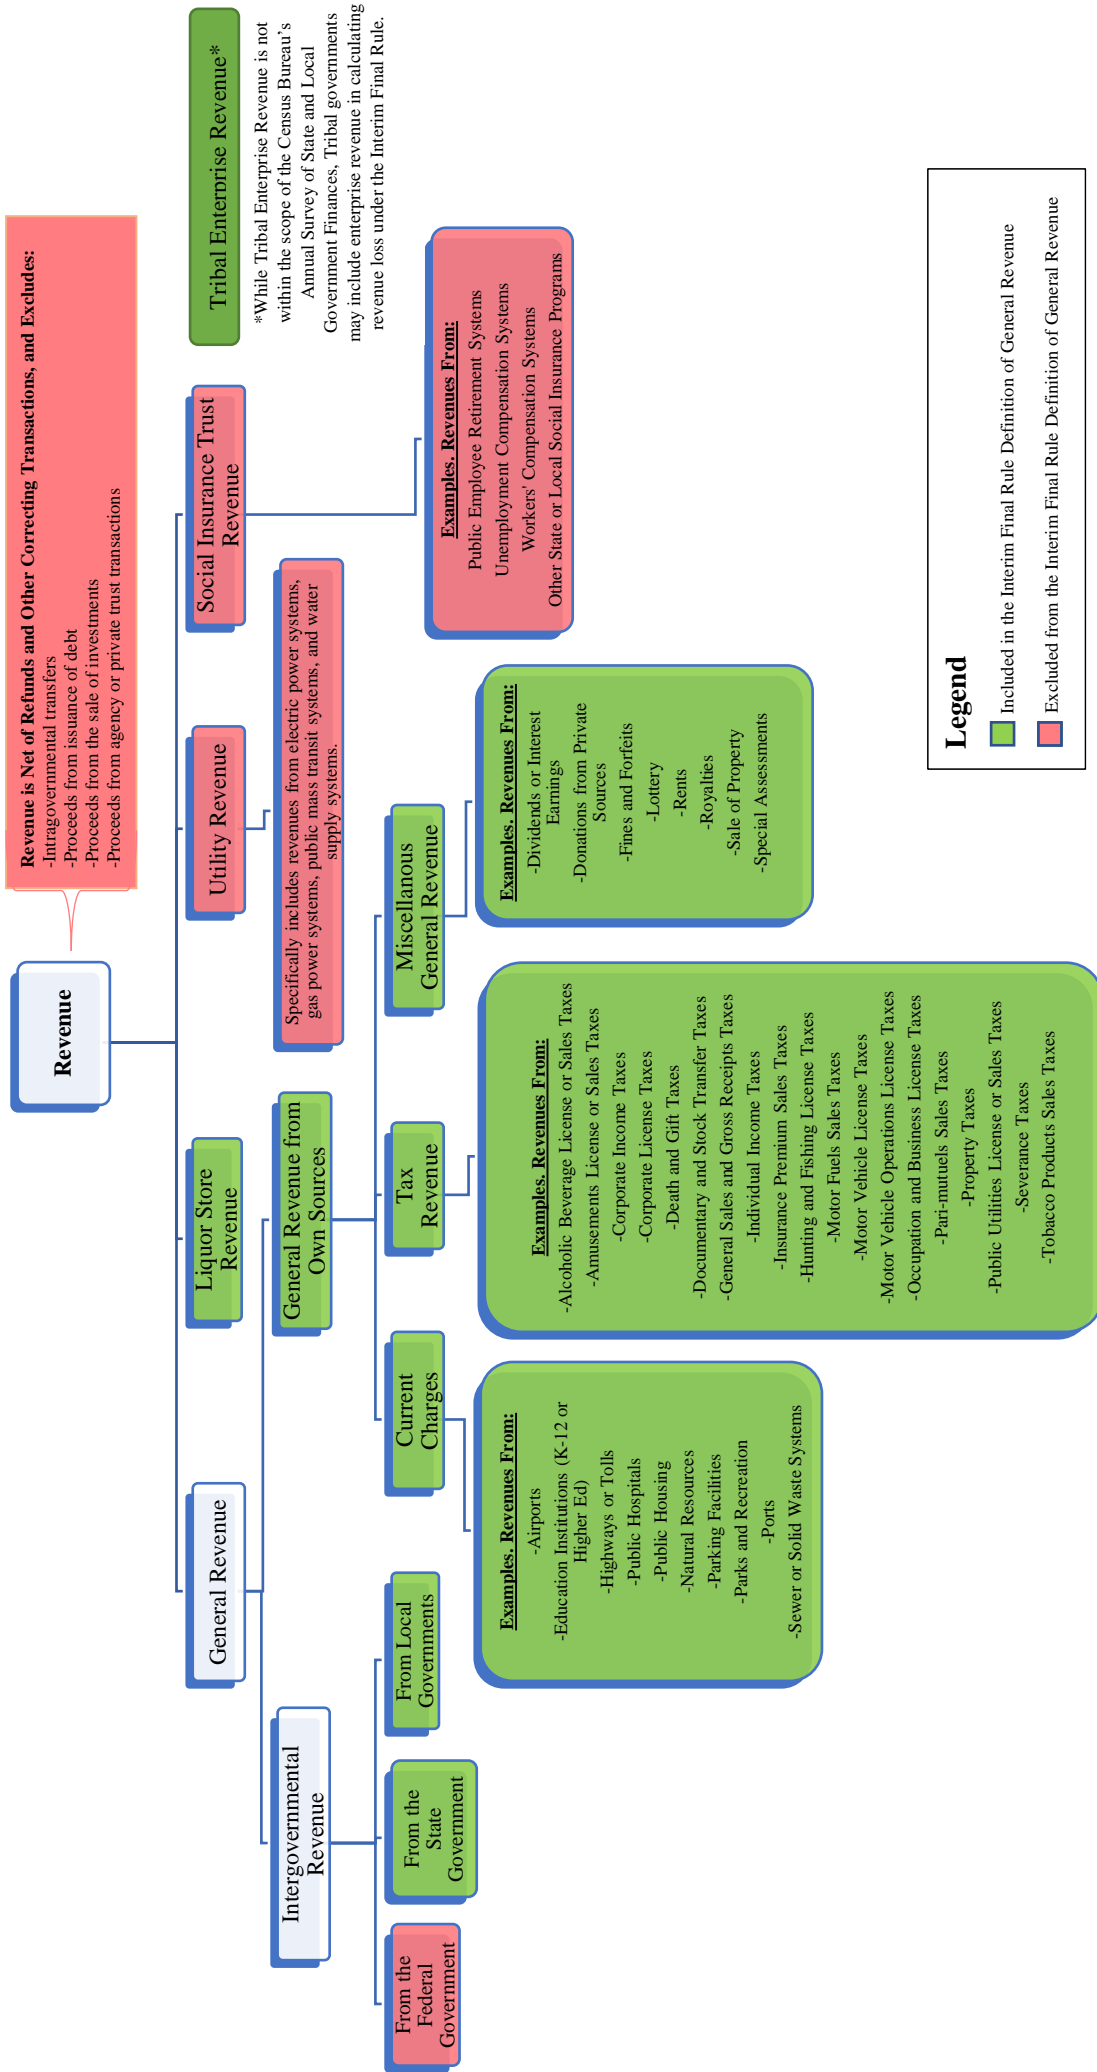 Revenue
Revenue is Net of Refunds and Other Correcting Transactions, and Excludes:
-Intragovernmental transfers
-Proceeds from issuance of debt
-Proceeds from the sale of investments
-Proceeds from agency or private trust transactions
General Revenue
Liquor Store
Revenue
Utility Revenue
Social Insurance Trust
Revenue
Tribal Enterprise Revenue*
*While Tribal Enterprise Revenue is not
within the scope of the Census Bureau's
Annual Survey of State and Local
Government Finances, Tribal governments
may include enterprise revenue in calculating
revenue loss under the Interim Final Rule.
Intergovernmental
Revenue
General Revenue from
Own Sources
Specifically includes revenues from electric power systems,
gas power systems, public mass transit systems, and water
supply systems.
From the
Federal
Government
From the
State
Government
From Local
Governments
Current
Charges
Tax
Revenue
Miscellanous
General Revenue
Examples. Revenues From:
Public Employee Retirement Systems
Unemployment Compensation Systems
Workers' Compensation Systems
Other State or Local Social Insurance Programs
Examples. Revenues From:
-Airports
-Education Institutions (K-12 or
Higher Ed)
-Highways or Tolls
-Public Hospitals
-Public Housing
-Natural Resources
-Parking Facilities
-Parks and Recreation
-Ports
-Sewer or Solid Waste Systems
Examples. Revenues From:
-Alcoholic Beverage License or Sales Taxes
-Amusements License or Sales Taxes
-Corporate Income Taxes
-Corporate License Taxes
-Death and Gift Taxes
-Documentary and Stock Transfer Taxes
-General Sales and Gross Receipts Taxes
-Individual Income Taxes
-Insurance Premium Sales Taxes
-Hunting and Fishing License Taxes
-Motor Fuels Sales Taxes
-Motor Vehicle License Taxes
-Motor Vehicle Operations License Taxes
-Occupation and Business License Taxes
-Pari-mutuels Sales Taxes
-Property Taxes
-Public Utilities License or Sales Taxes
-Severance Taxes
-Tobacco Products Sales Taxes
Examples. Revenues From:
-Dividends or Interest
Earnings
-Donations from Private
Sources
-Fines and Forfeits
-Lottery
-Rents
-Royalties
-Sale of Property
-Special Assessments
Legend
Included in the Interim Final Rule Definition of General Revenue
Excluded from the Interim Final Rule Definition of General Revenue